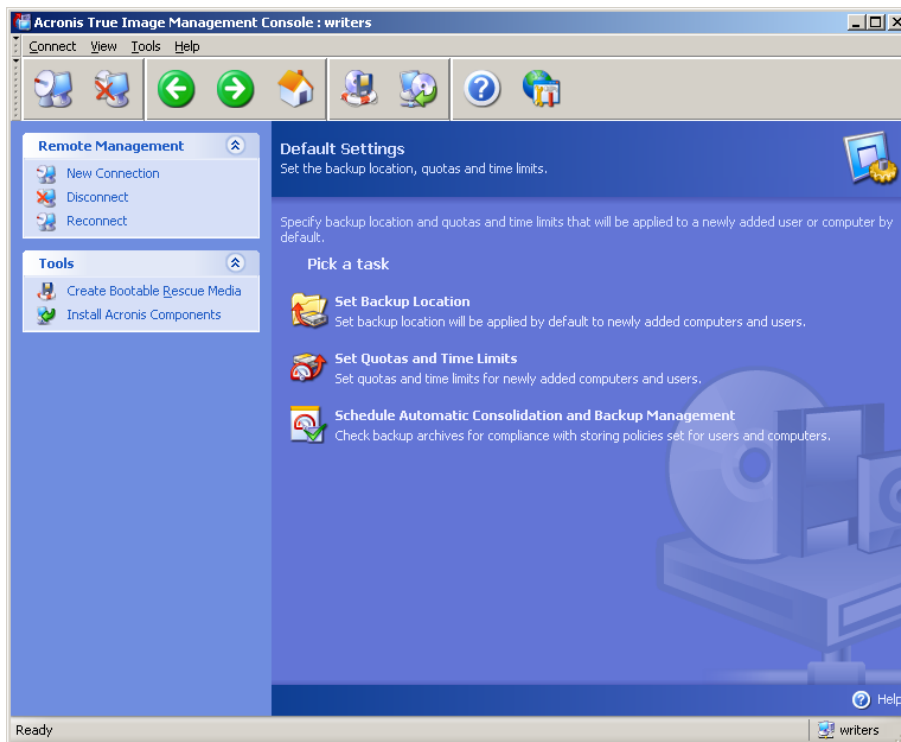 Acronis True Image Management Console : writers
Connect View Tools Help
Remote Management
New Connection
Disconnect
Reconnect
Tools
Create Bootable Rescue Media
Install Acronis Components
Default Settings
Set the backup location, quotas and time limits.
Specify backup location and quotas and time limits that will be applied to a newly added user or computer by
default.
Pick a task
Set Backup Location
Set backup location will be applied by default to newly added computers and users.
Set Quotas and Time Limits
Set quotas and time limits for newly added computers and users.
Schedule Automatic Consolidation and Backup Management
Check backup archives for compliance with storing policies set for users and computers.
Help
Ready
writers